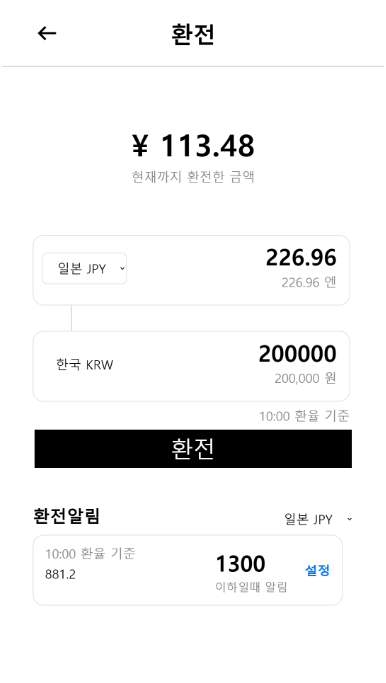 환전
¥ 113.48
현재까지 환전한 금액
일본 JPY
226.96
226.96 엔
한국 KRW
200000
200,000 원
10:00 환율 기준
환전
환전알림
일본 JPY
10:00 환율 기준
881.2
1300
이하일때 알림
설정